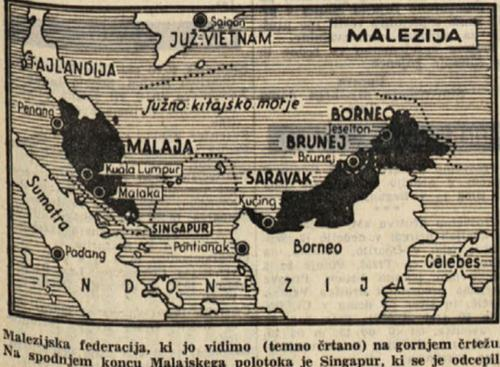 Saigon
JUŽ. VIETNAM
MALEZIJA
TAJLANDIJA
Penang
Južno kitajsko morje
BORNEO
Jeselton
MALAJA
BRUNEJ
Brunej
Kuala Lumpur
SARAVAK
Malaka
Kučing
Sumatra
SINGAPUR
Padang
Pontianak
Borneo
Celebes
INDONEZIJA
Malezijska federacija, ki jo vidimo (temno črtano) na gornjem črtežu.
Na spodnjem koncu Malajskega polotoka je Singapur, ki se je odcepil